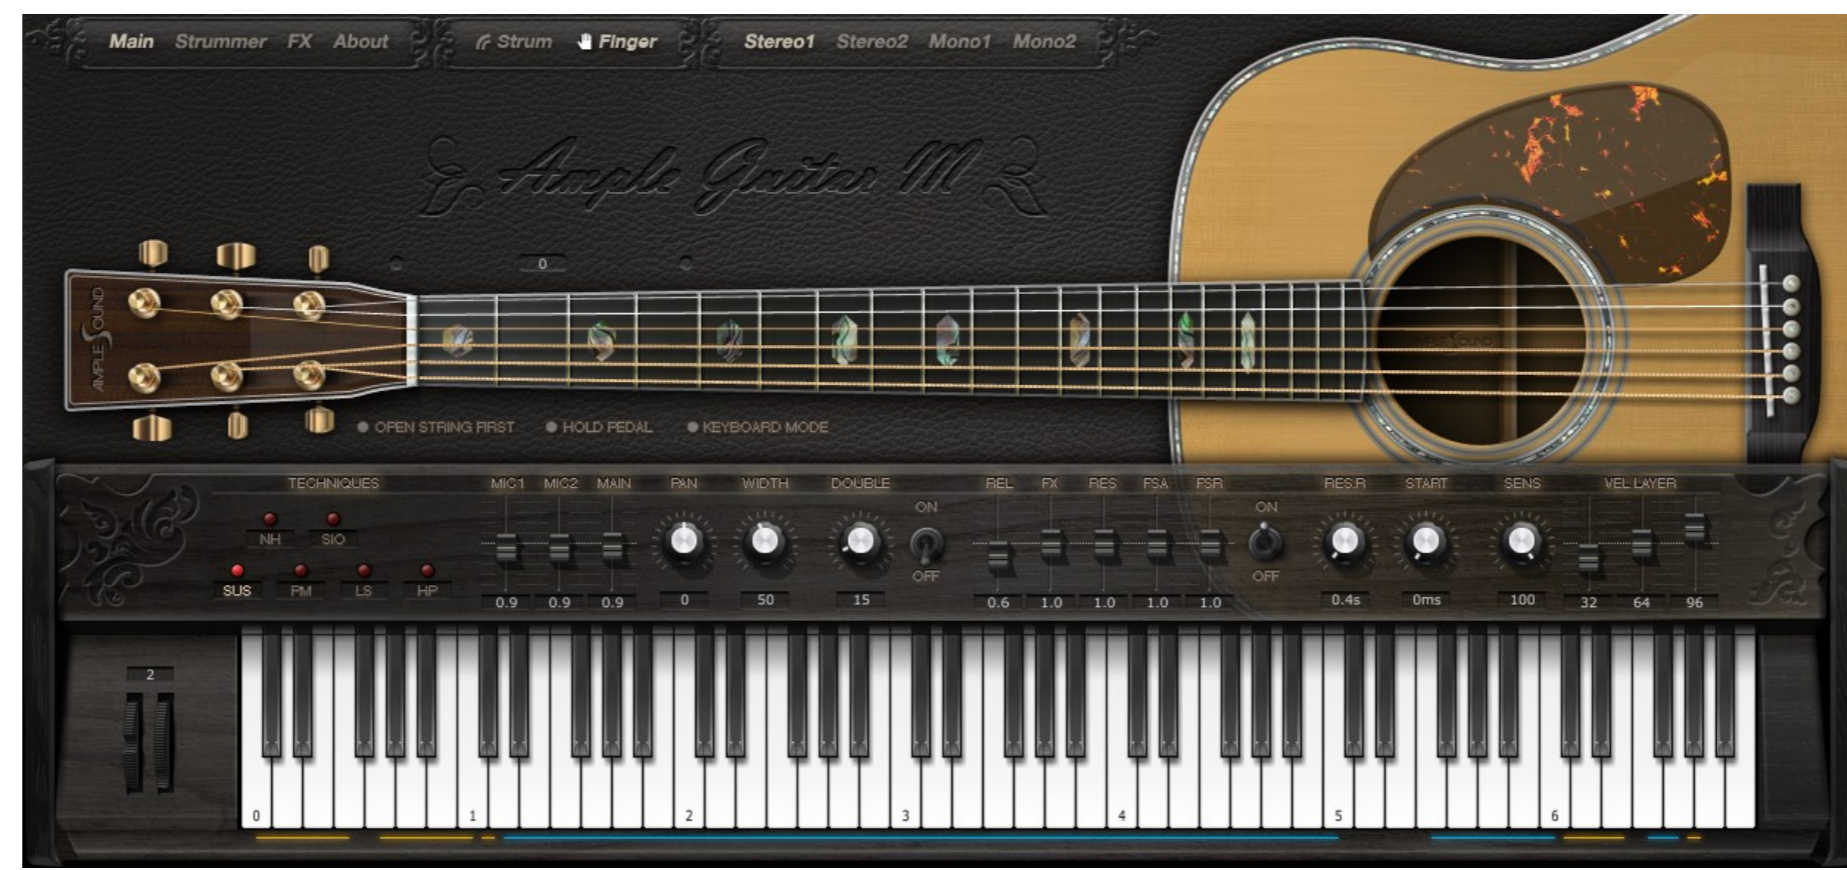 Main Strummer FX About Strum Finger Stereo1 Stereo2 Mono1 Mono2
Ample Guitar M
0
AMPLE SOUND
OPEN STRING FIRST HOLD PEDAL KEYBOARD MODE
TECHNIQUES MIC1 MIC2 MAIN PAN WIDTH DOUBLE REL FX RES FSA FSR RES.R START SENS VEL LAYER
ON ON
NH SIO
OFF OFF
SUS PM LS HP
0.9 0.9 0.9 0 50 15 0.6 1.0 1.0 1.0 1.0 0.4s 0ms 100 32 64 96
2
0 1 2 3 4 5 6